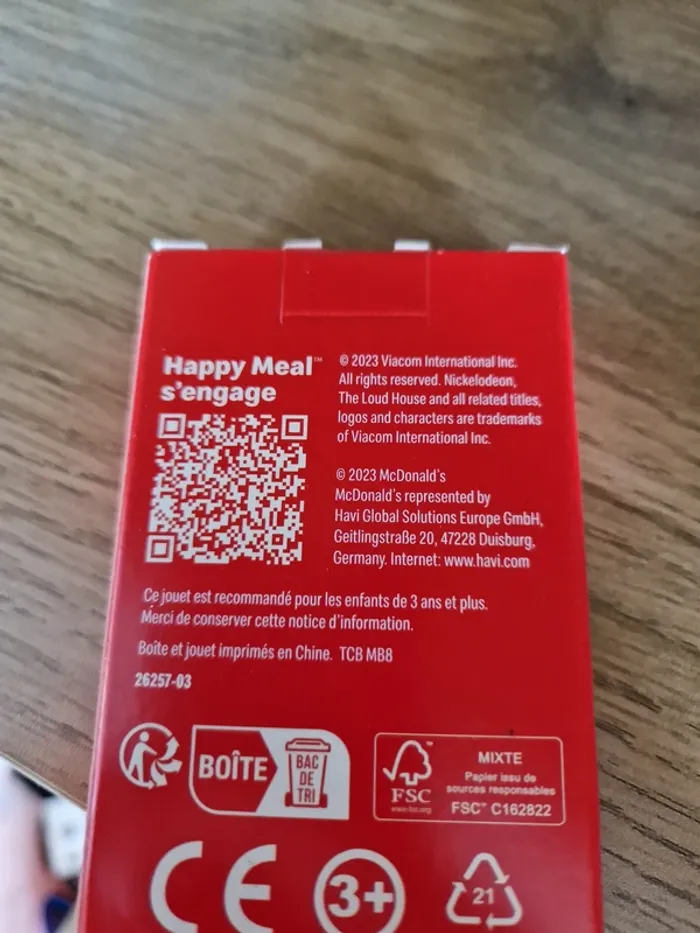 Happy Meal™
s'engage
© 2023 Viacom International Inc.
All rights reserved. Nickelodeon,
The Loud House and all related titles,
logos and characters are trademarks
of Viacom International Inc.
© 2023 McDonald's
McDonald's represented by
Havi Global Solutions Europe GmbH,
Geitlingstraße 20, 47228 Duisburg,
Germany. Internet: www.havi.com
Ce jouet est recommandé pour les enfants de 3 ans et plus.
Merci de conserver cette notice d'information.
Boîte et jouet imprimés en Chine. TCB MB8
26257-03
BOÎTE
BAC
DE
TRI
FSC
www.fsc.org
MIXTE
Papier issu de
sources responsables
FSC™ C162822
CE
3+
21